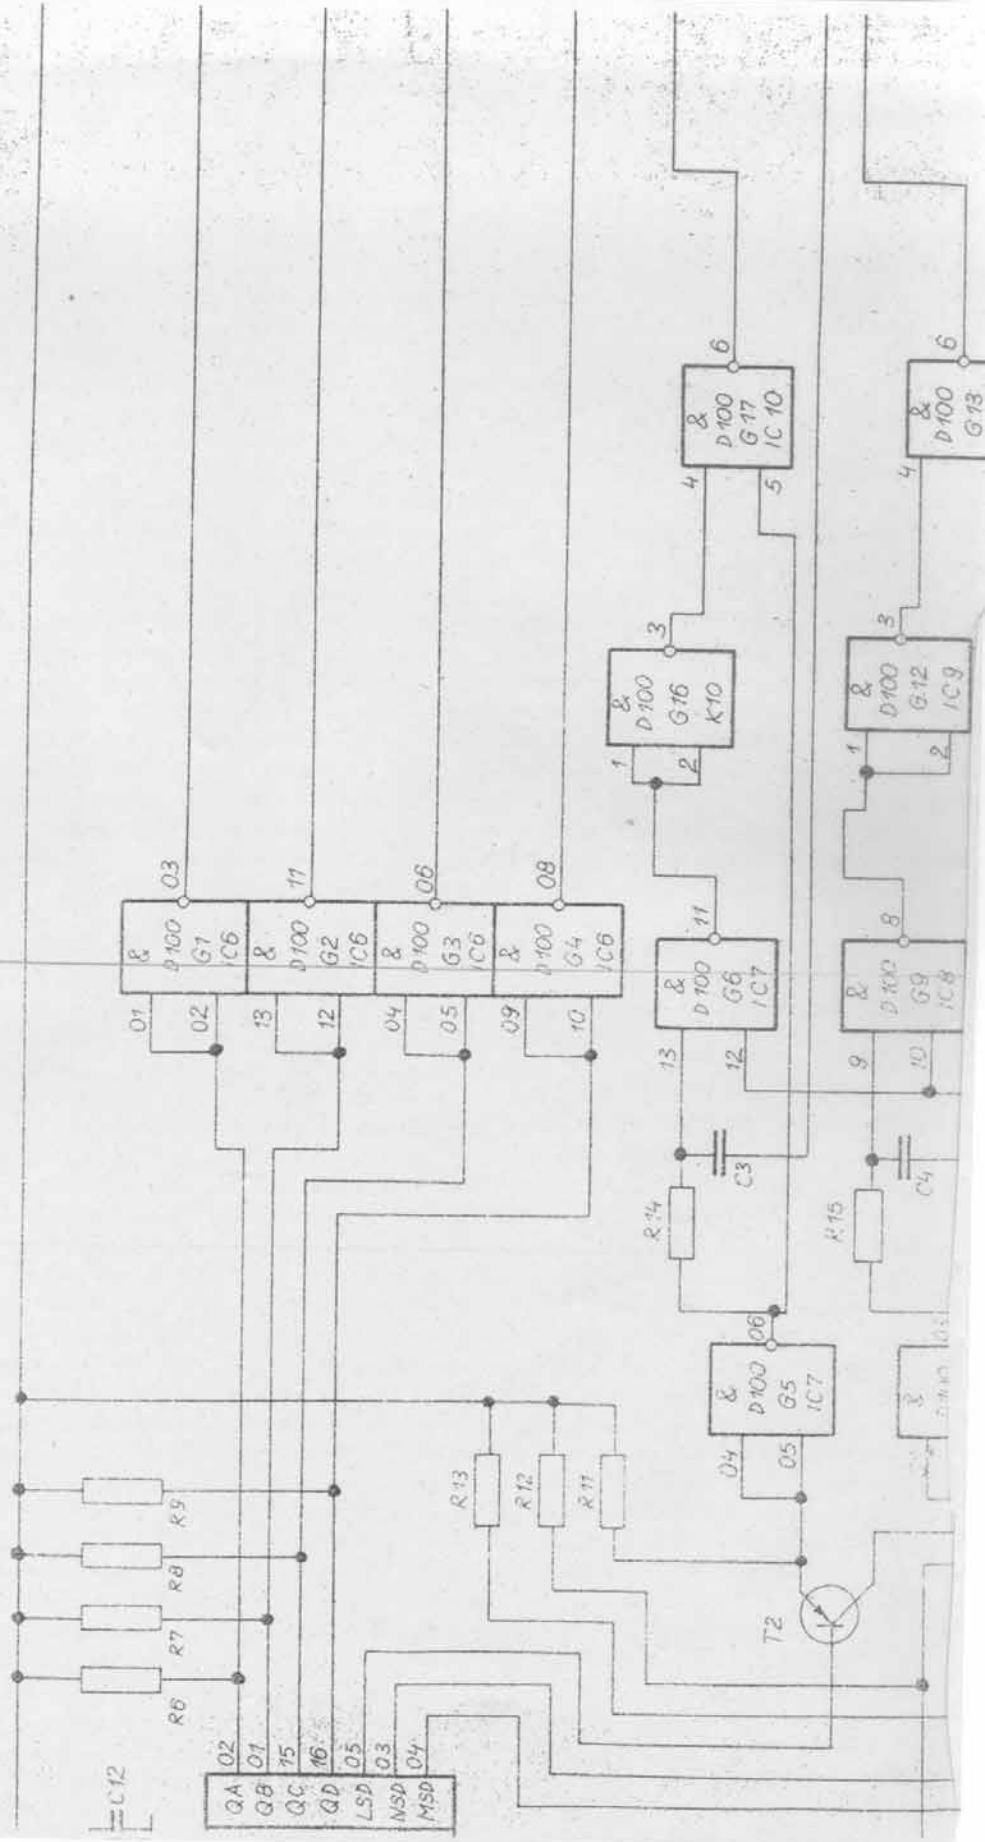 6
&
D100
G17
IC10
4
5
6
&
D100
G13
4
3
&
D100
G16
K10
1
2
3
&
D100
G12
IC9
1
2
03
&
D100
G1
IC6
01
02
11
&
D100
G2
IC6
13
12
06
&
D100
G3
IC6
04
05
08
&
D100
G4
IC6
09
10
11
&
D100
G6
IC7
13
12
8
&
D100
G9
IC8
9
10
C3
C4
R14
R15
06
&
D100
G5
IC7
04
05
&
D100
R13
R12
R11
R9
R8
R7
R6
T2
C12
QA 02
QB 01
QC 15
QD 16
LSD 05
NSD 03
MSD 04